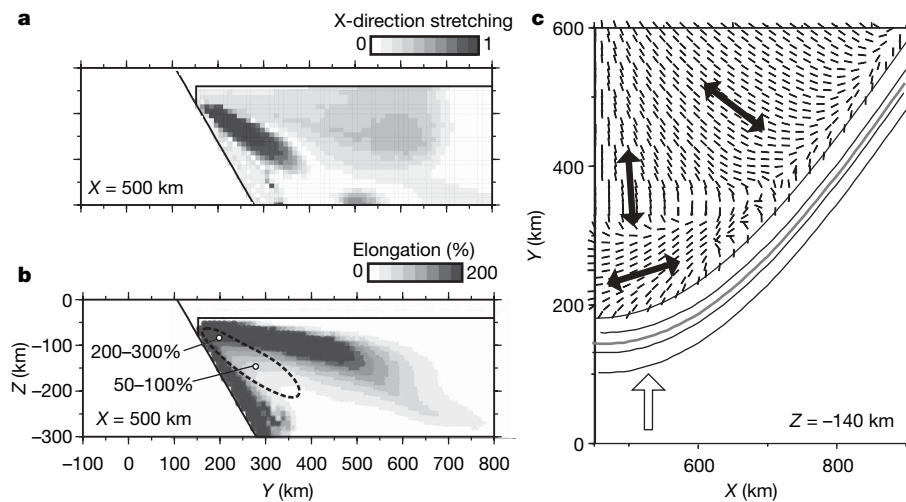 a
X-direction stretching
0 1
X = 500 km
b
Elongation (%)
0 200
0
−100
−200
−300
Z (km)
200–300%
50–100%
X = 500 km
−100 0 100 200 300 400 500 600 700 800
Y (km)
c
600
400
200
0
Y (km)
Z = −140 km
600 800
X (km)